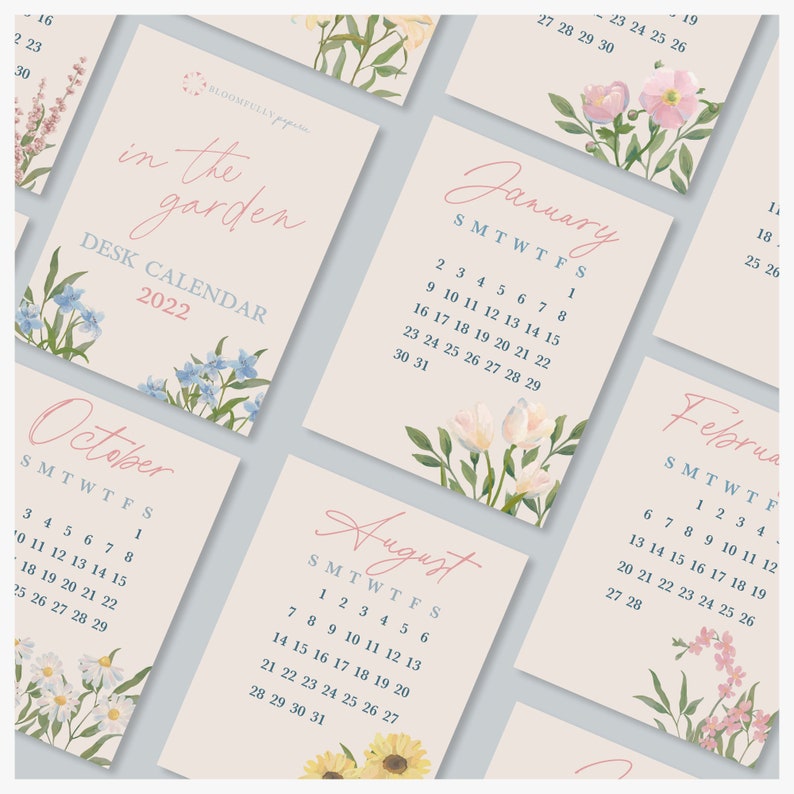 16
23
30
BLOOMFULLY paperie
in the
garden
DESK CALENDAR
2022
24 25 26
27 28 29 30
January
S M T W T F S
1
2 3 4 5 6 7 8
9 10 11 12 13 14 15
16 17 18 19 20 21 22
23 24 25 26 27 28 29
30 31
11
18 19
25 26
October
S M T W T F S
1
3 4 5 6 7 8
10 11 12 13 14 15
18 19 20 21 22
25 26 27 28 29
August
S M T W T F S
1 2 3 4 5 6
7 8 9 10 11 12 13
14 15 16 17 18 19 20
21 22 23 24 25 26 27
28 29 30 31
Februa
S M T W T F S
1 2 3 4
6 7 8 9 10 11
13 14 15 16 17 18
20 21 22 23 24 25 26
27 28